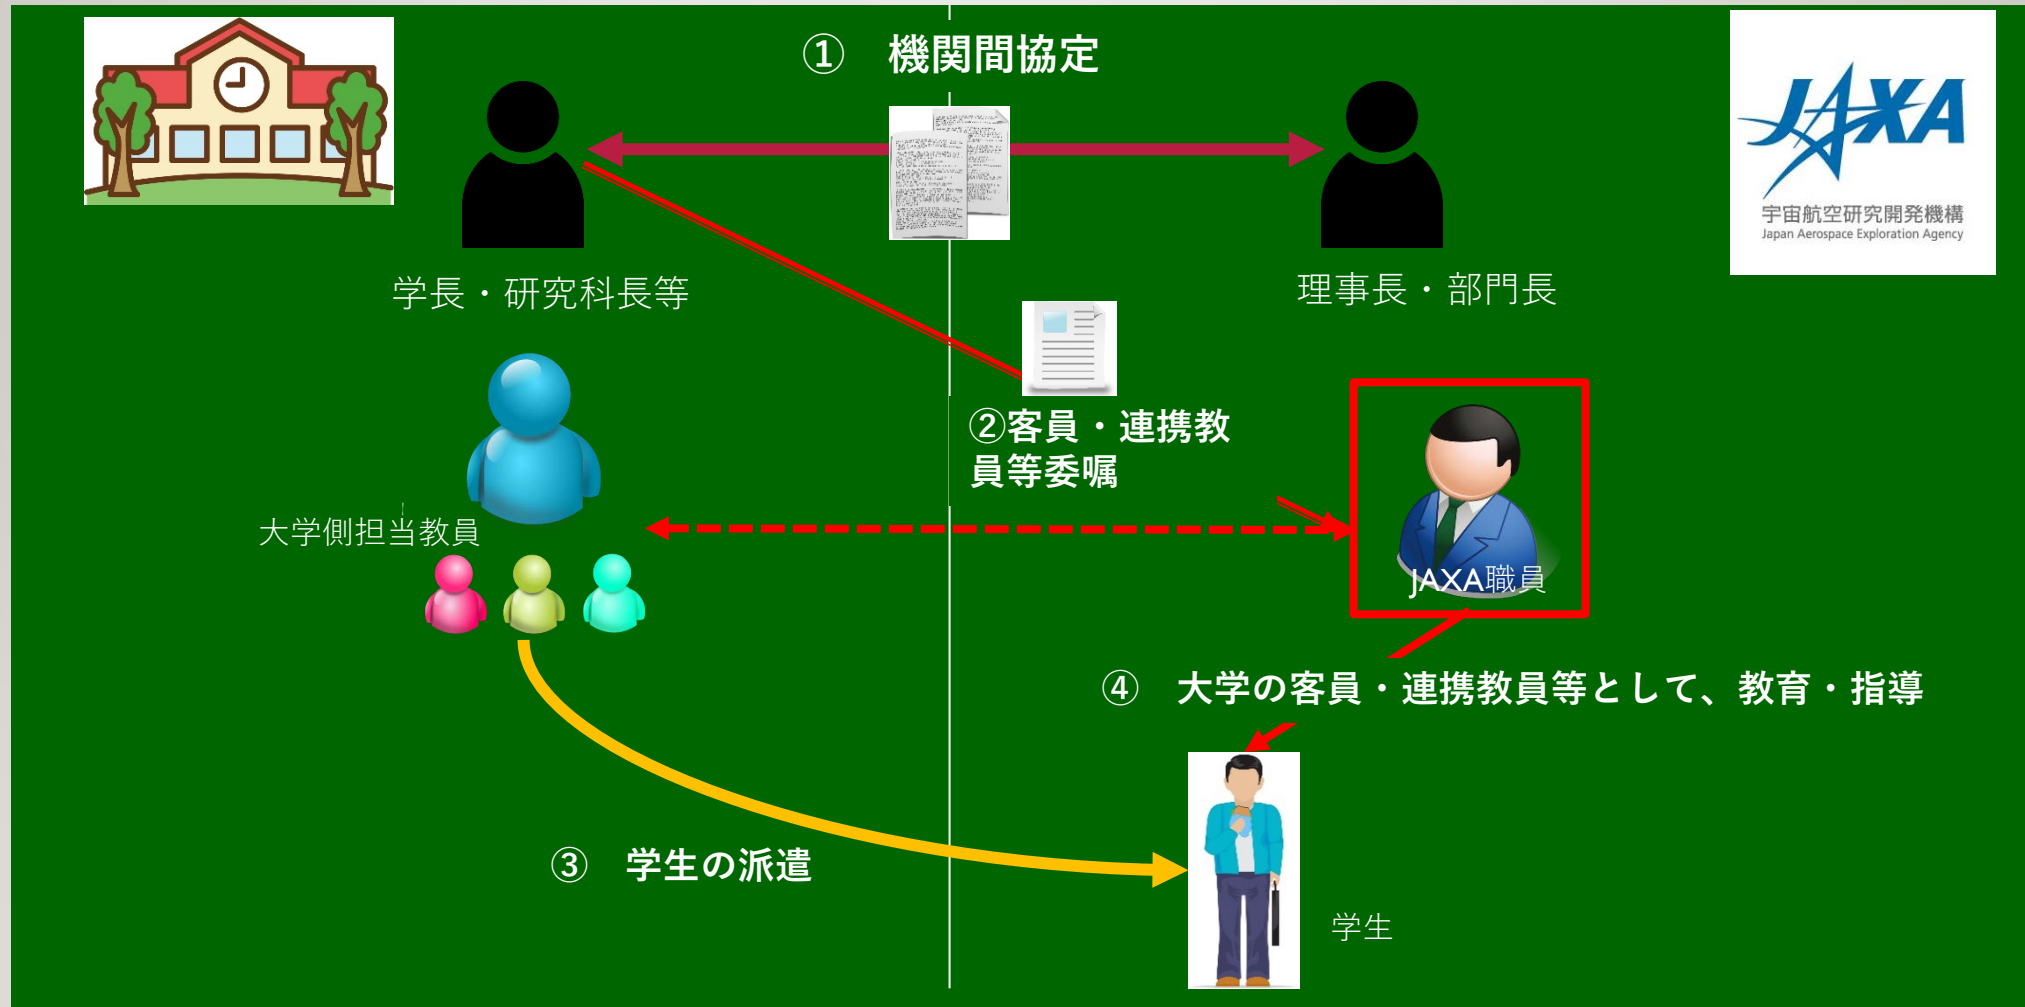 ① 機関間協定
JAXA
宇宙航空研究開発機構
Japan Aerospace Exploration Agency
学長・研究科長等
理事長・部門長
②客員・連携教
員等委嘱
大学側担当教員
JAXA職員
④ 大学の客員・連携教員等として、教育・指導
③ 学生の派遣
学生